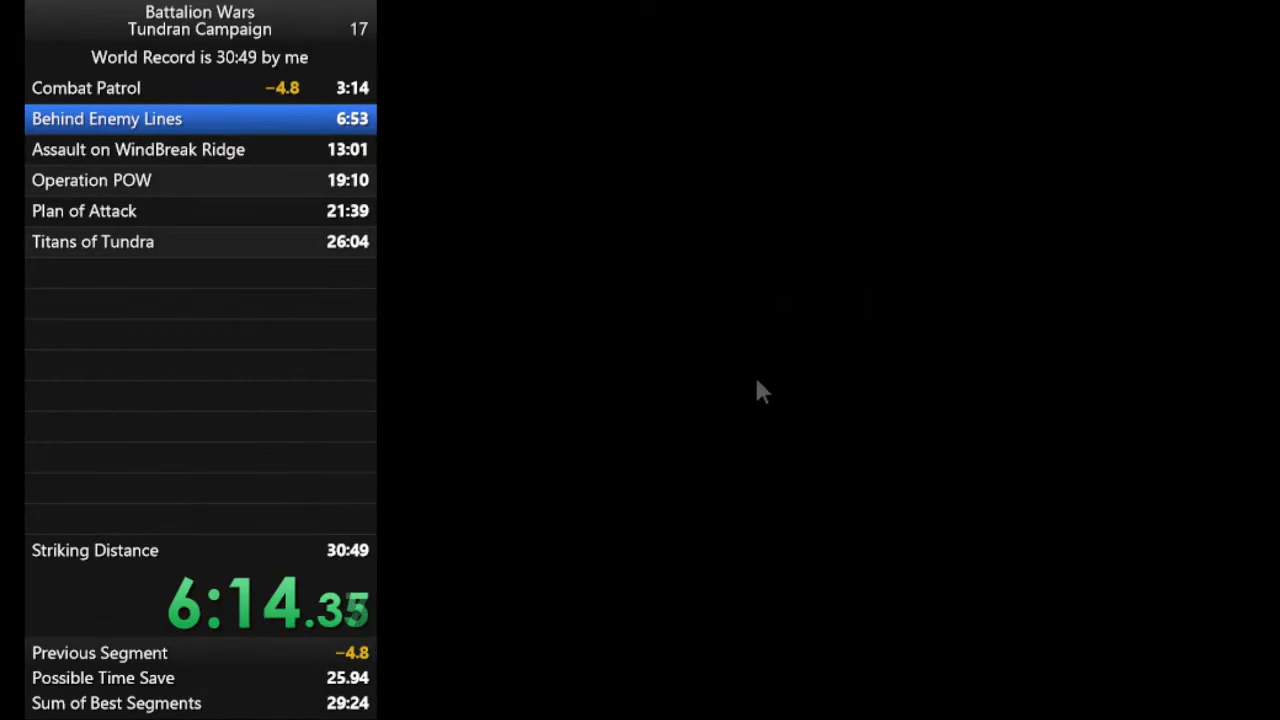 Battalion Wars
Tundran Campaign 17
World Record is 30:49 by me
Combat Patrol −4.8 3:14
Behind Enemy Lines 6:53
Assault on WindBreak Ridge 13:01
Operation POW 19:10
Plan of Attack 21:39
Titans of Tundra 26:04
Striking Distance 30:49
6:14.35
Previous Segment −4.8
Possible Time Save 25.94
Sum of Best Segments 29:24